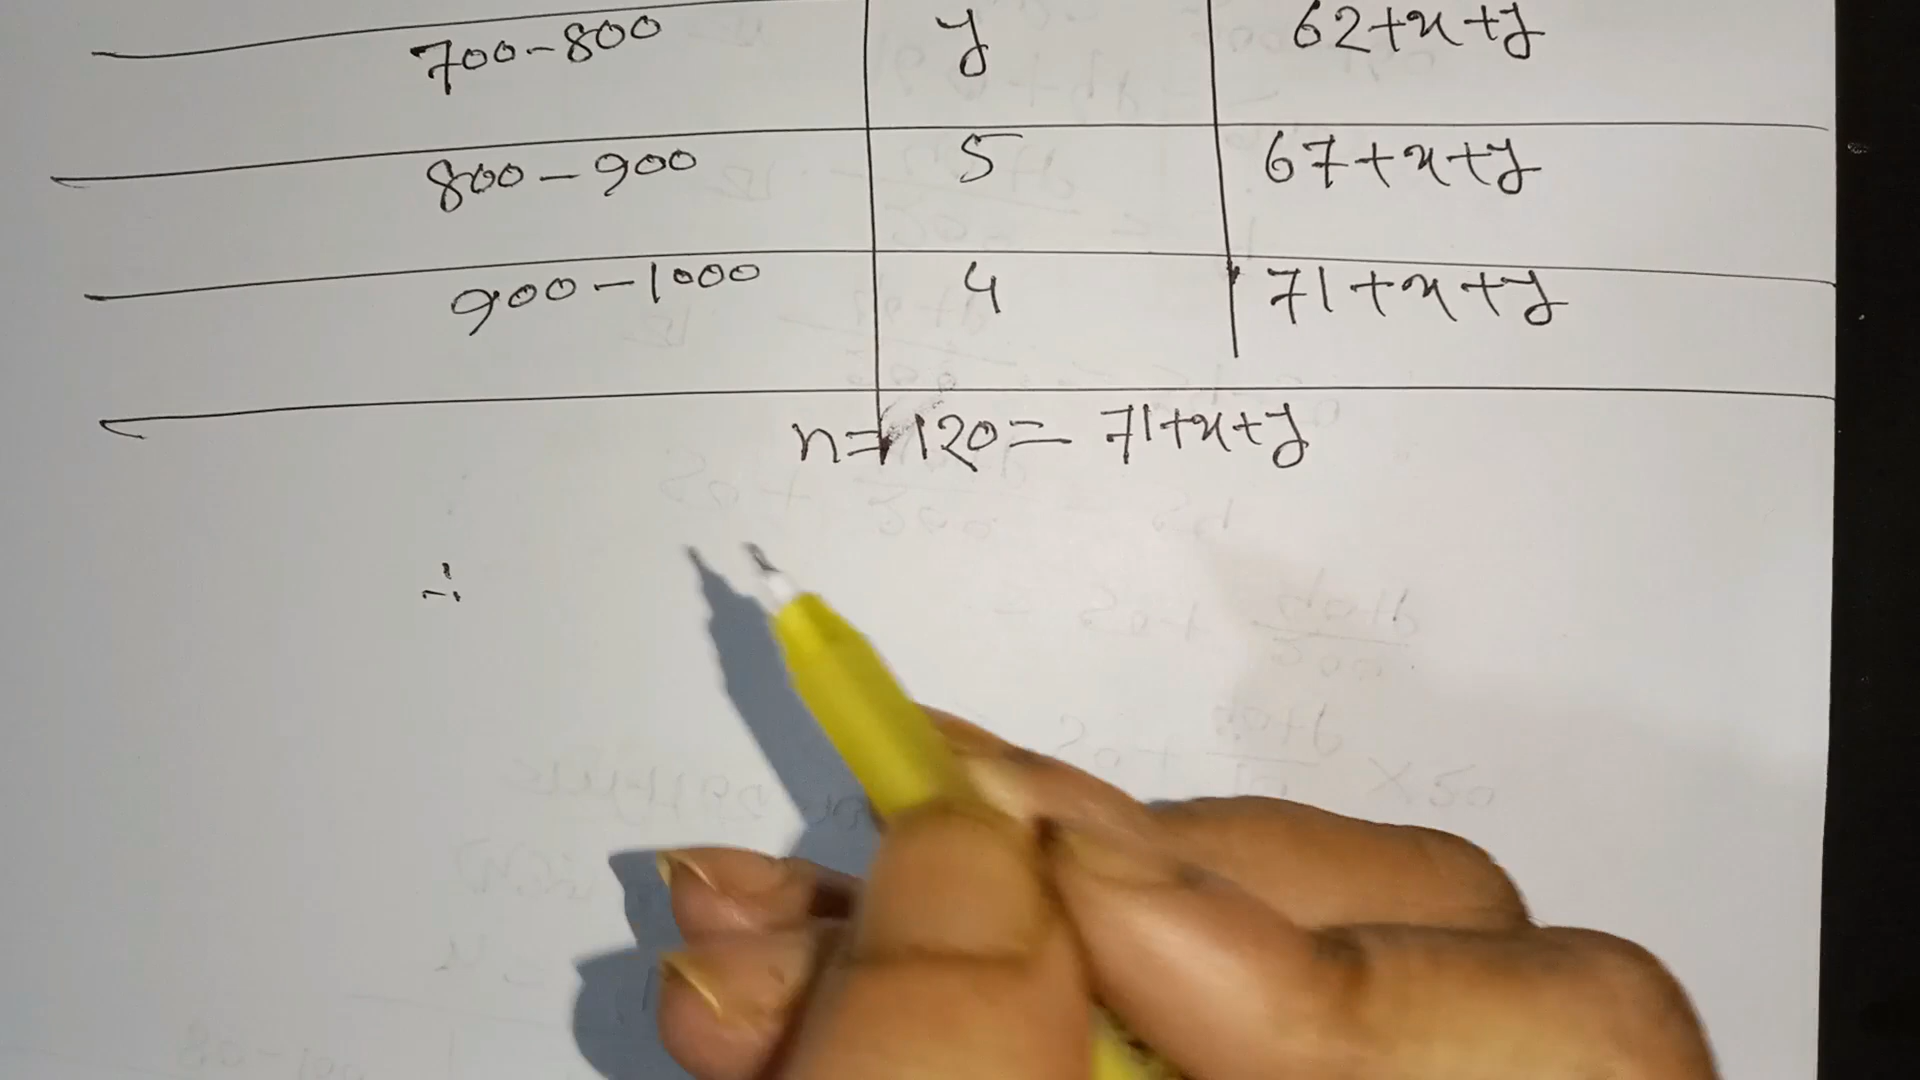 700-800 y 62+x+y
800-900 5 67+x+y
900-1000 4 71+x+y
n=120= 71+x+y
∴